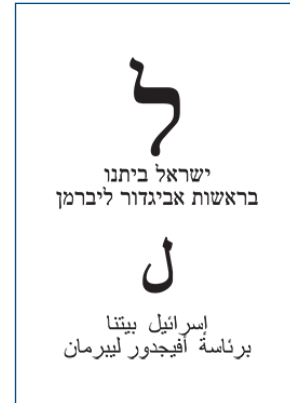 ל
ישראל ביתנו
בראשות אביגדור ליברמן
ل
إسرائيل بيتنا
برئاسة أفيجدور ليبرمان